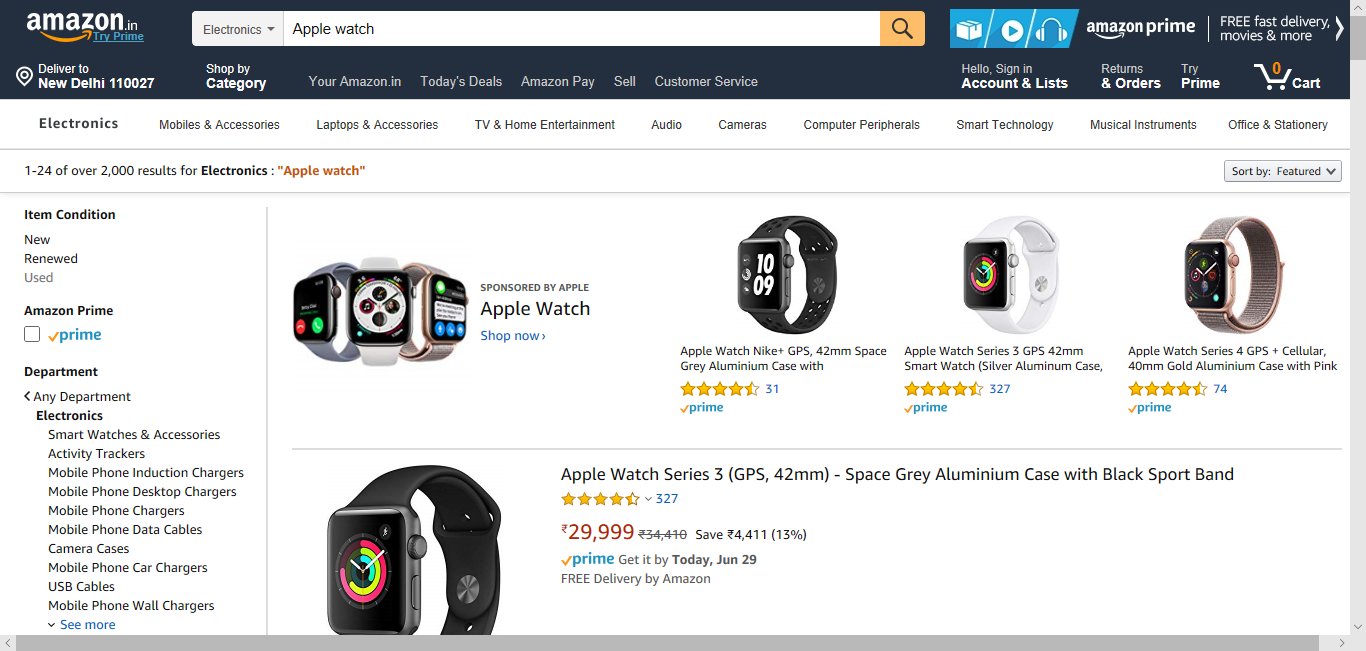 amazon.in
Try Prime
Electronics
Apple watch
amazon prime
FREE fast delivery, movies & more
Deliver to
New Delhi 110027
Shop by
Category
Your Amazon.in
Today's Deals
Amazon Pay
Sell
Customer Service
Hello, Sign in
Account & Lists
Returns
& Orders
Try
Prime
0
Cart
Electronics
Mobiles & Accessories
Laptops & Accessories
TV & Home Entertainment
Audio
Cameras
Computer Peripherals
Smart Technology
Musical Instruments
Office & Stationery
1-24 of over 2,000 results for Electronics : "Apple watch"
Sort by: Featured
Item Condition
New
Renewed
Used
Amazon Prime
prime
Department
Any Department
Electronics
Smart Watches & Accessories
Activity Trackers
Mobile Phone Induction Chargers
Mobile Phone Desktop Chargers
Mobile Phone Chargers
Mobile Phone Data Cables
Camera Cases
Mobile Phone Car Chargers
USB Cables
Mobile Phone Wall Chargers
See more
SPONSORED BY APPLE
Apple Watch
Shop now ›
10
09
Apple Watch Nike+ GPS, 42mm Space
Grey Aluminium Case with
31
prime
Apple Watch Series 3 GPS 42mm
Smart Watch (Silver Aluminum Case,
327
prime
Apple Watch Series 4 GPS + Cellular,
40mm Gold Aluminium Case with Pink
74
prime
Apple Watch Series 3 (GPS, 42mm) - Space Grey Aluminium Case with Black Sport Band
327
₹29,999 ₹34,410 Save ₹4,411 (13%)
prime Get it by Today, Jun 29
FREE Delivery by Amazon